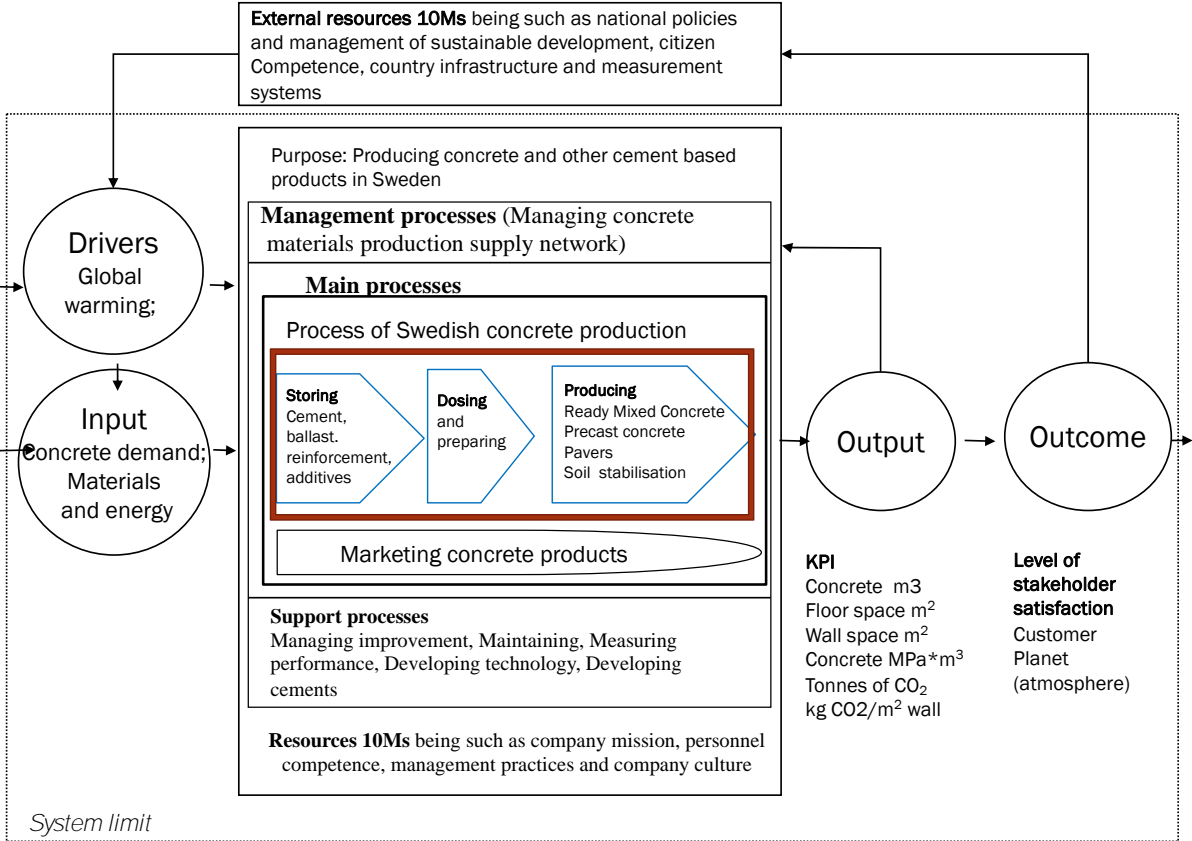 External resources 10Ms being such as national policies
and management of sustainable development, citizen
Competence, country infrastructure and measurement
systems
Purpose: Producing concrete and other cement based
products in Sweden
Management processes (Managing concrete
materials production supply network)
Drivers
Global
warming;
Main processes
Process of Swedish concrete production
Storing
Cement,
ballast.
reinforcement,
additives
Dosing
and
preparing
Producing
Ready Mixed Concrete
Precast concrete
Pavers
Soil stabilisation
Input
Concrete demand;
Materials
and energy
Output
Outcome
Marketing concrete products
KPI
Concrete m3
Floor space m²
Wall space m²
Concrete MPa*m³
Tonnes of CO₂
kg CO2/m² wall
Level of
stakeholder
satisfaction
Customer
Planet
(atmosphere)
Support processes
Managing improvement, Maintaining, Measuring
performance, Developing technology, Developing
cements
Resources 10Ms being such as company mission, personnel
competence, management practices and company culture
System limit